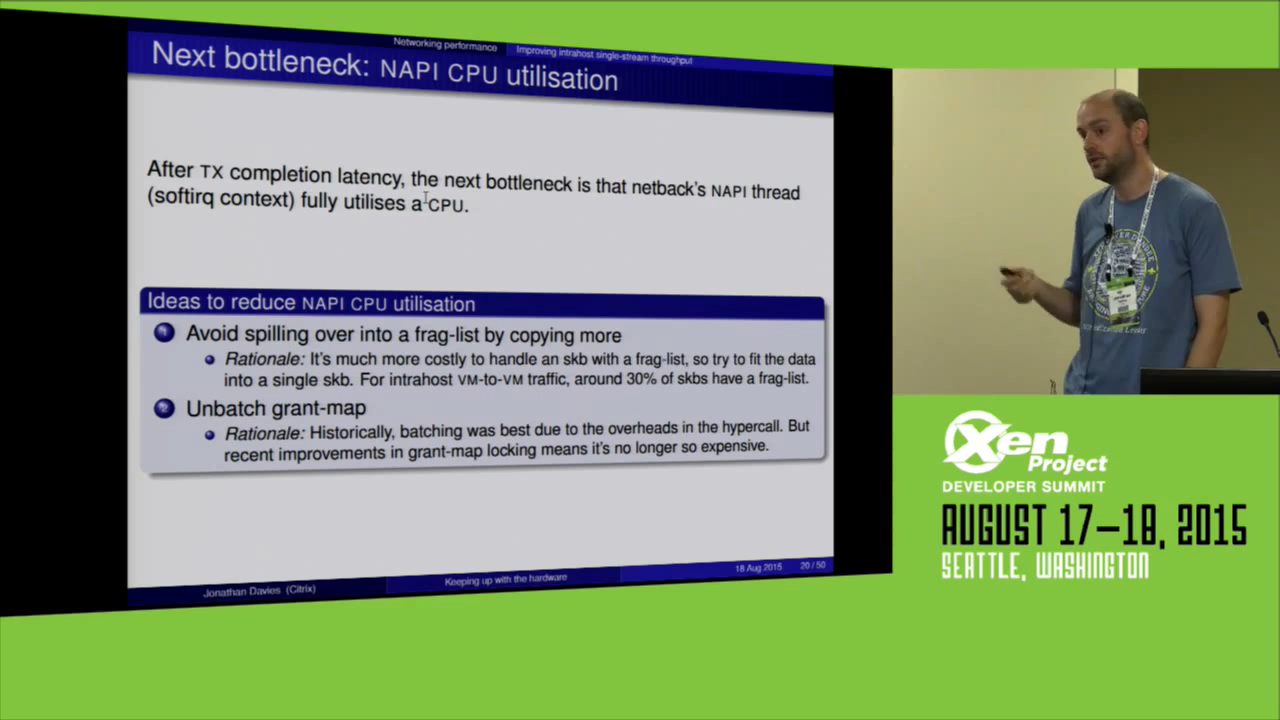 Networking performance
Improving intrahost single-stream throughput
Next bottleneck: NAPI CPU utilisation
After TX completion latency, the next bottleneck is that netback's NAPI thread
(softirq context) fully utilises a CPU.
Ideas to reduce NAPI CPU utilisation
1 Avoid spilling over into a frag-list by copying more
Rationale: It's much more costly to handle an skb with a frag-list, so try to fit the data
into a single skb. For intrahost VM-to-VM traffic, around 30% of skbs have a frag-list.
2 Unbatch grant-map
Rationale: Historically, batching was best due to the overheads in the hypercall. But
recent improvements in grant-map locking means it's no longer so expensive.
Jonathan Davies (Citrix)
Keeping up with the hardware
18 Aug 2015
20 / 50
Xen
Project
DEVELOPER SUMMIT
AUGUST 17–18, 2015
SEATTLE, WASHINGTON